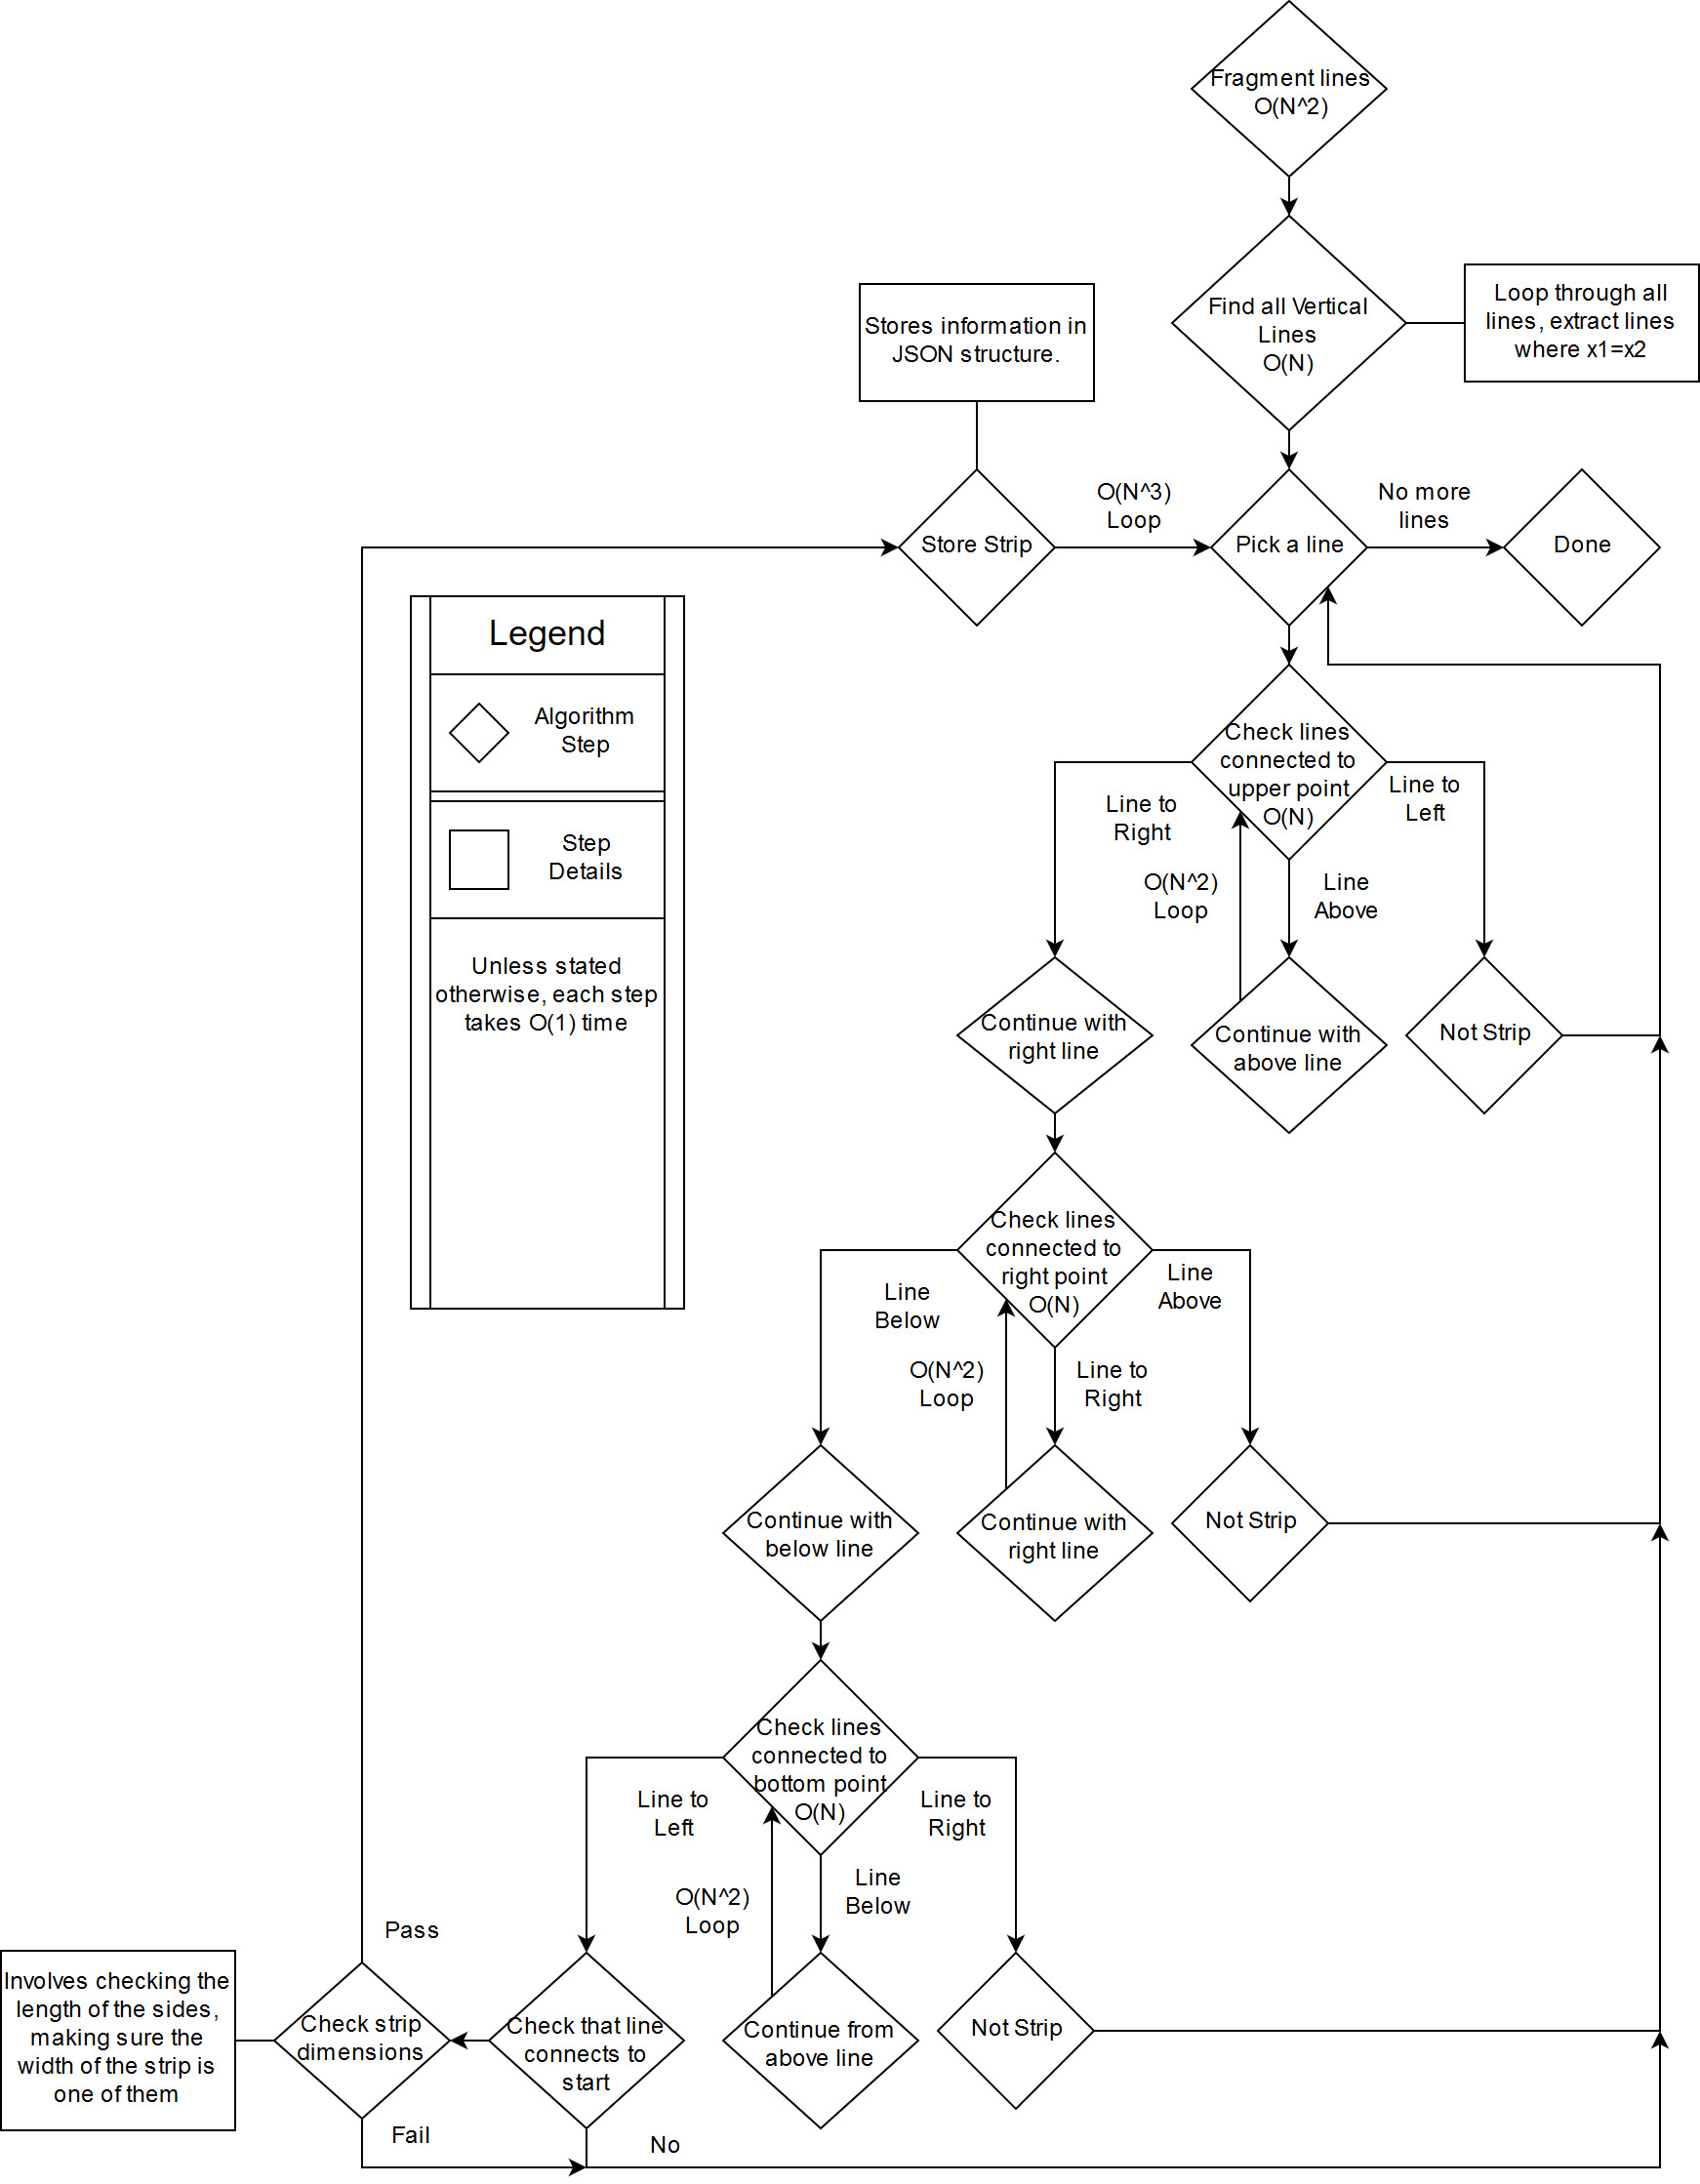 Fragment lines
O(N^2)
Find all Vertical
Lines
O(N)
Loop through all
lines, extract lines
where x1=x2
Stores information in
JSON structure.
Store Strip
O(N^3)
Loop
Pick a line
No more
lines
Done
Legend
Algorithm
Step
Step
Details
Unless stated
otherwise, each step
takes O(1) time
Check lines
connected to
upper point
O(N)
Line to
Right
Line to
Left
O(N^2)
Loop
Line
Above
Continue with
right line
Continue with
above line
Not Strip
Check lines
connected to
right point
O(N)
Line
Below
Line
Above
O(N^2)
Loop
Line to
Right
Continue with
below line
Continue with
right line
Not Strip
Check lines
connected to
bottom point
O(N)
Line to
Left
Line to
Right
O(N^2)
Loop
Line
Below
Pass
Involves checking the
length of the sides,
making sure the
width of the strip is
one of them
Check strip
dimensions
Check that line
connects to
start
Continue from
above line
Not Strip
Fail
No